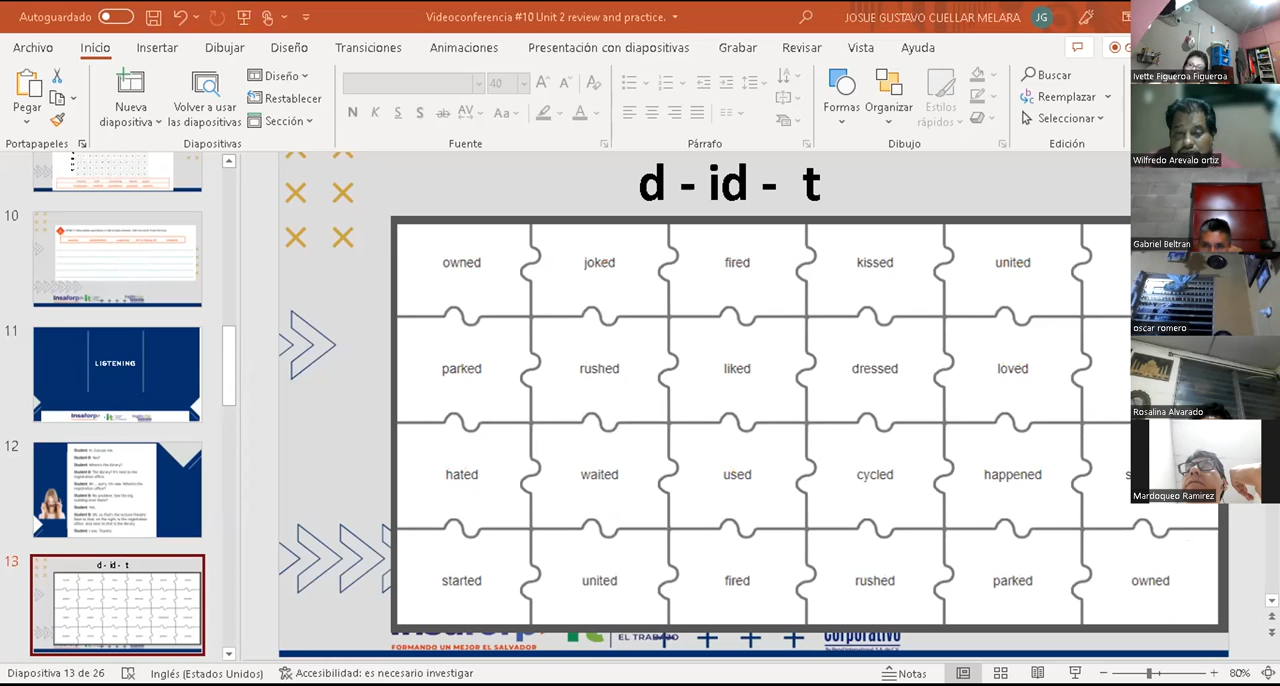 Autoguardado
Videoconferencia #10 Unit 2 review and practice.
JOSUE GUSTAVO CUELLAR MELARA
JG
Archivo Inicio Insertar Dibujar Diseño Transiciones Animaciones Presentación con diapositivas Grabar Revisar Vista Ayuda
Pegar
Portapapeles
Nueva diapositiva
Volver a usar las diapositivas
Diseño
Restablecer
Sección
Diapositivas
40
N K S S ab AV Aa A
Fuente
Párrafo
Formas
Organizar
Estilos rápidos
Dibujo
Buscar
Reemplazar
Seleccionar
Edición
Ivette Figueroa Figueroa
Wilfredo Arevalo ortiz
Gabriel Beltran
oscar romero
Rosalina Alvarado
Mardoqueo Ramirez
10
11
LISTENING
12
13
d - id - t
d - id - t
owned joked fired kissed united
parked rushed liked dressed loved
hated waited used cycled happened s
started united fired rushed parked owned
FORMANDO UN MEJOR EL SALVADOR
EL TRABAJO
corporativo
Diapositiva 13 de 26
Inglés (Estados Unidos)
Accesibilidad: es necesario investigar
Notas
80%